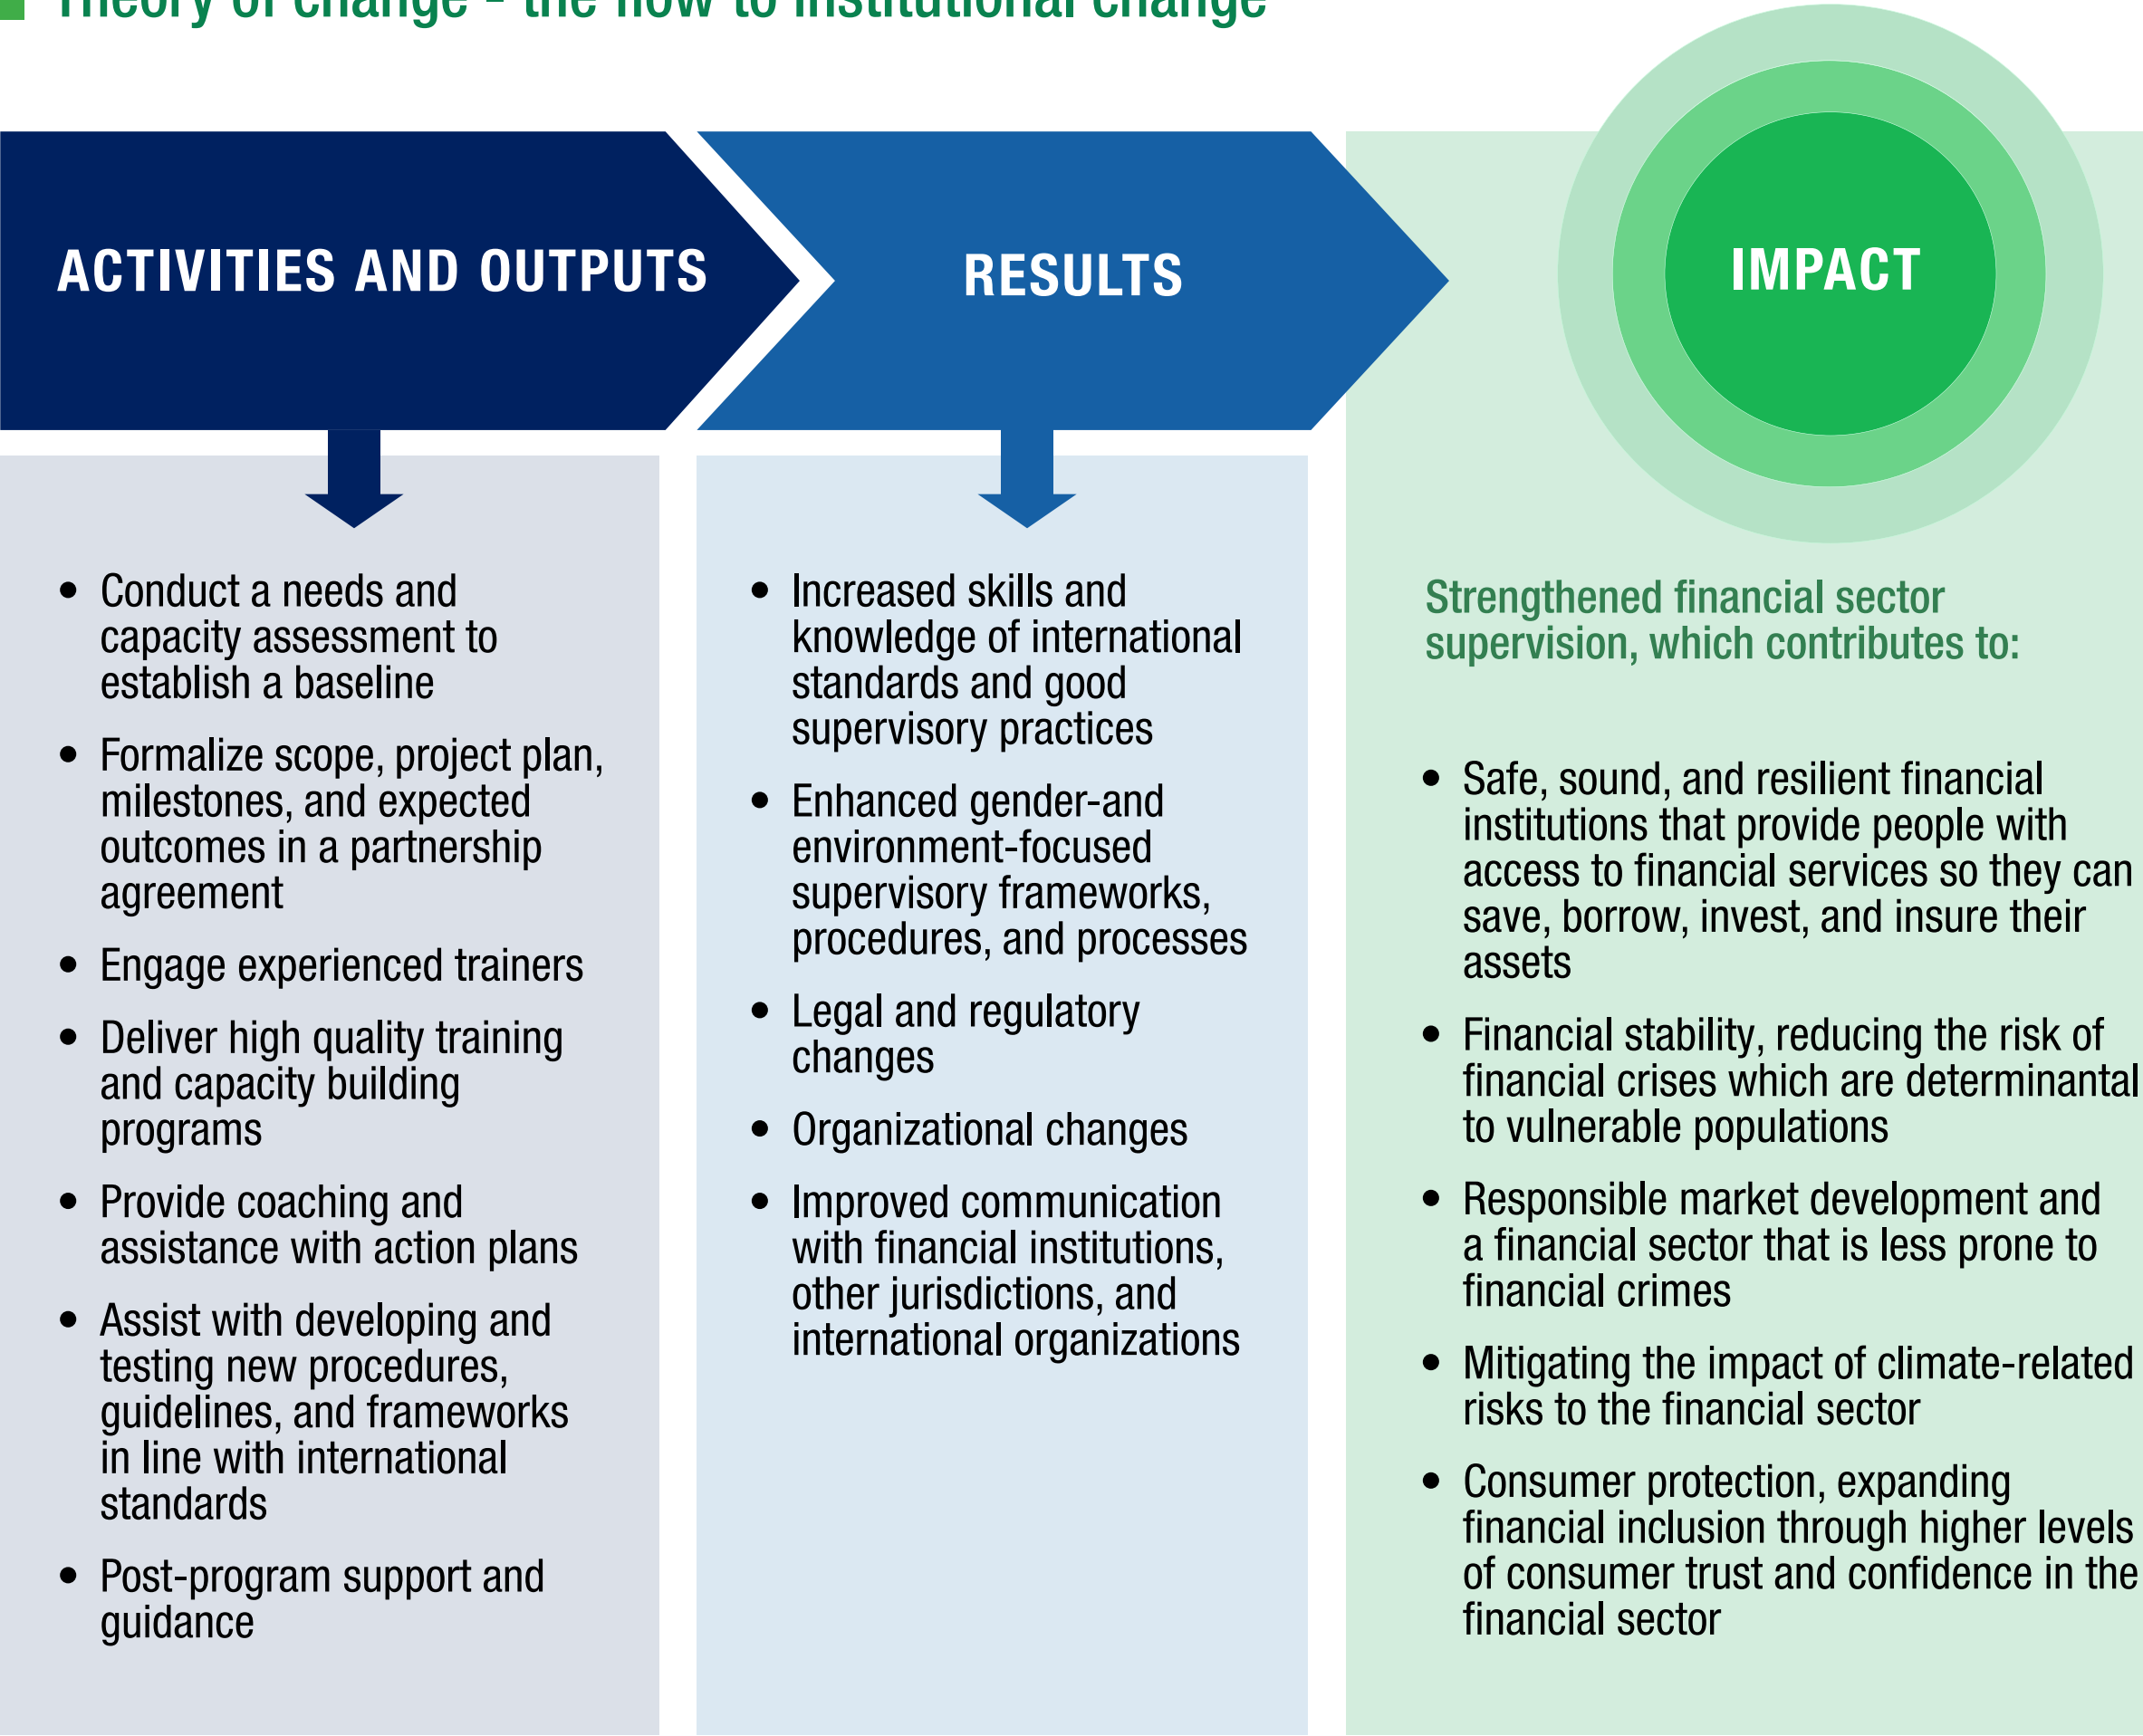 Theory of change - the how to institutional change
ACTIVITIES AND OUTPUTS
RESULTS
IMPACT
• Conduct a needs and
capacity assessment to
establish a baseline
• Formalize scope, project plan,
milestones, and expected
outcomes in a partnership
agreement
• Engage experienced trainers
• Deliver high quality training
and capacity building
programs
• Provide coaching and
assistance with action plans
• Assist with developing and
testing new procedures,
guidelines, and frameworks
in line with international
standards
• Post-program support and
guidance
• Increased skills and
knowledge of international
standards and good
supervisory practices
• Enhanced gender-and
environment-focused
supervisory frameworks,
procedures, and processes
• Legal and regulatory
changes
• Organizational changes
• Improved communication
with financial institutions,
other jurisdictions, and
international organizations
Strengthened financial sector
supervision, which contributes to:
• Safe, sound, and resilient financial
institutions that provide people with
access to financial services so they can
save, borrow, invest, and insure their
assets
• Financial stability, reducing the risk of
financial crises which are determinantal
to vulnerable populations
• Responsible market development and
a financial sector that is less prone to
financial crimes
• Mitigating the impact of climate-related
risks to the financial sector
• Consumer protection, expanding
financial inclusion through higher levels
of consumer trust and confidence in the
financial sector